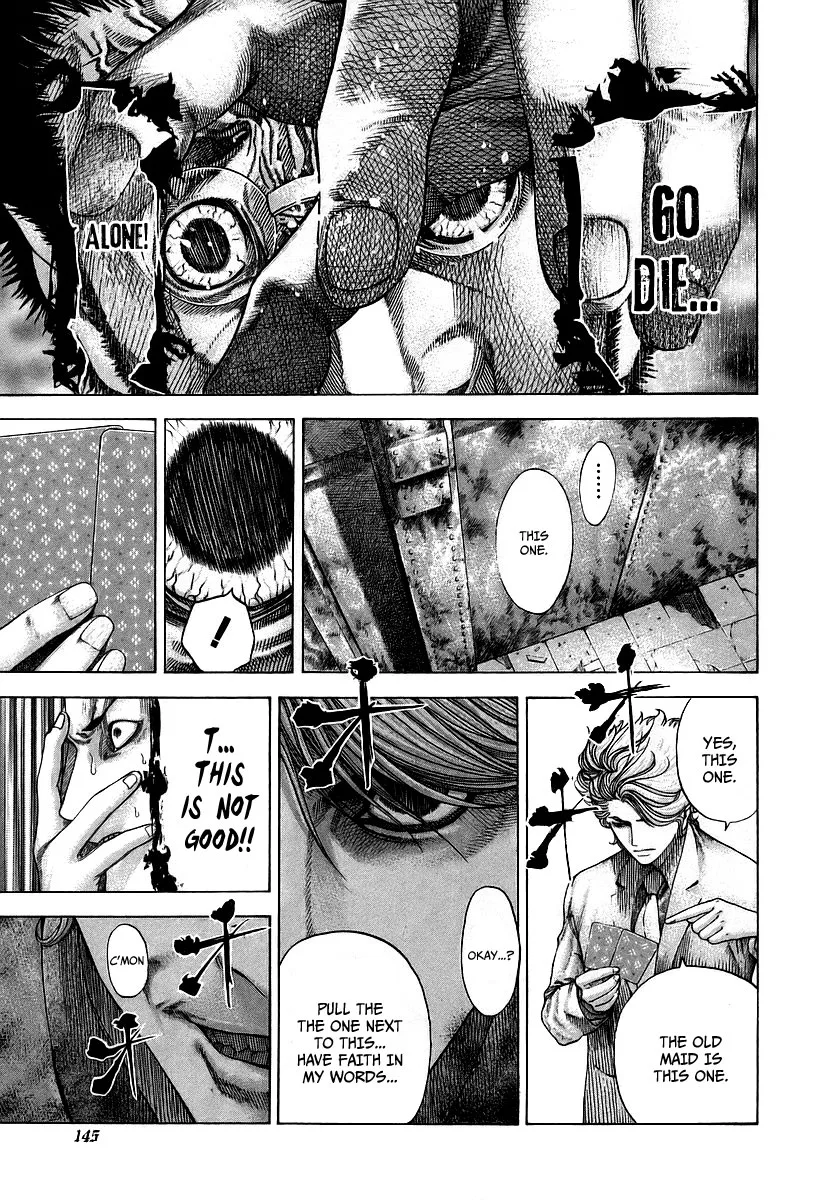 GO
DIE...
ALONE!
......
THIS
ONE.
!
YES,
THIS
ONE.
THE OLD
MAID IS
THIS ONE.
OKAY...?
PULL THE
THE ONE NEXT
TO THIS...
HAVE FAITH IN
MY WORDS...
T...
THIS
IS NOT
GOOD!!
C'MON
145